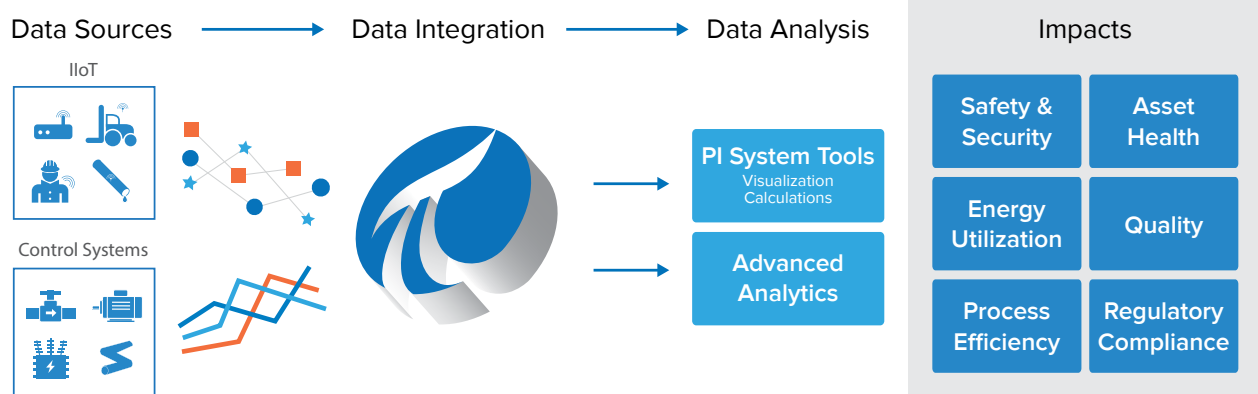 Data Sources
Data Integration
Data Analysis
Impacts
IIoT
Control Systems
PI System Tools
Visualization
Calculations
Advanced
Analytics
Safety &
Security
Asset
Health
Energy
Utilization
Quality
Process
Efficiency
Regulatory
Compliance